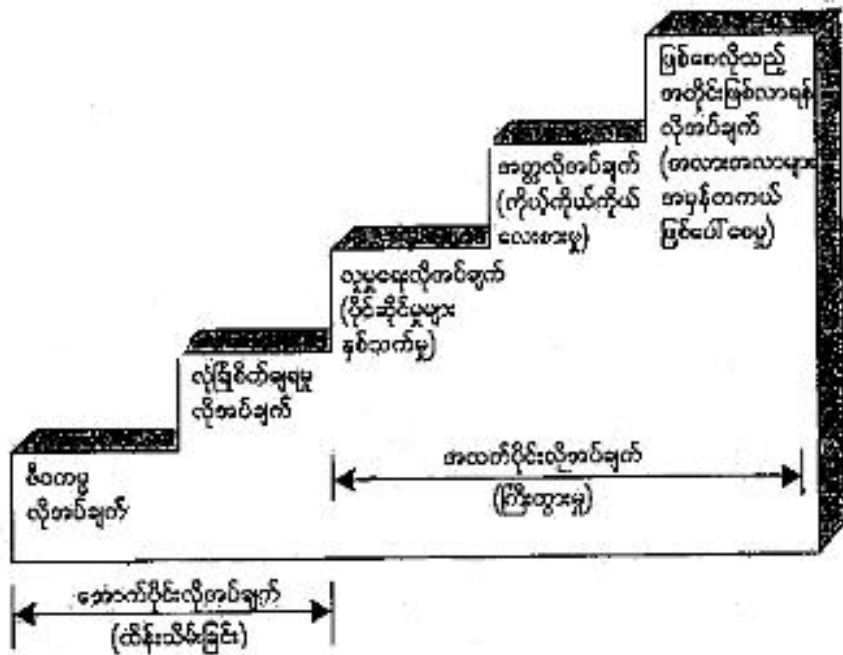 ဖြစ်စေလိုသည့်
အတိုင်းဖြစ်လာရန်
လိုအပ်ချက်
(အလားအလာများ
အမှန်တကယ်
ဖြစ်ပေါ်စေမှု)
အတ္တလိုအပ်ချက်
(ကိုယ့်ကိုယ်ကိုယ်
လေးစားမှု)
လူမှုရေးလိုအပ်ချက်
(ပိုင်ဆိုင်မှုများ
နှစ်သက်မှု)
လုံခြုံစိတ်ချရမှု
လိုအပ်ချက်
ဇီဝကမ္မ
လိုအပ်ချက်
အထက်ပိုင်းလိုအပ်ချက်
(ကြီးထွားမှု)
အောက်ပိုင်းလိုအပ်ချက်
(ထိန်းသိမ်းခြင်း)